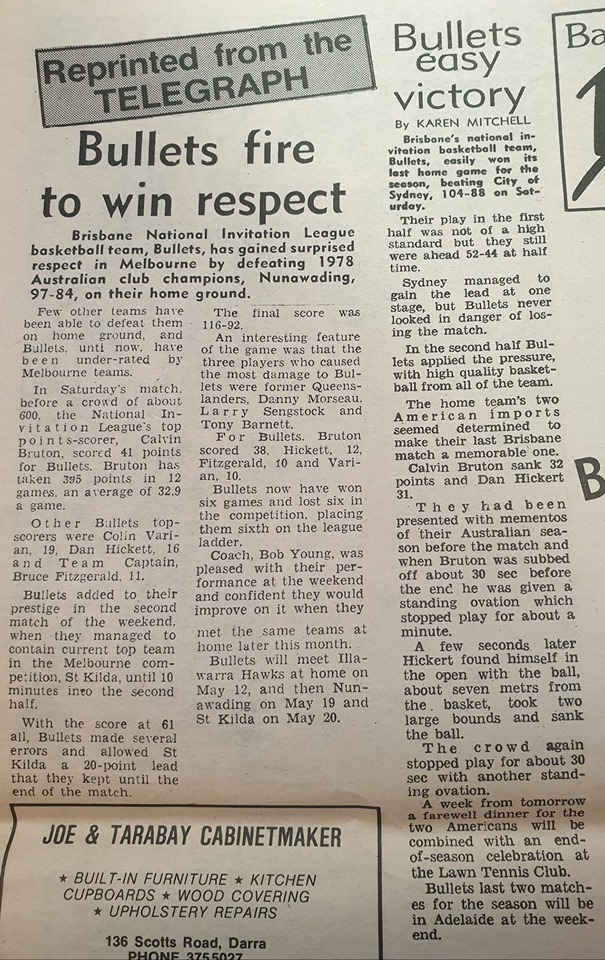 Reprinted from the
TELEGRAPH
Bullets fire
to win respect
Brisbane National Invitation League
basketball team, Bullets, has gained surprised
respect in Melbourne by defeating 1978
Australian club champions, Nunawading,
97-84, on their home ground.
Few other teams have
been able to defeat them
on home ground, and
Bullets, unti now, have
been under-rated by
Melbourne teams.
In Saturday's match,
before a crowd of about
600, the National In-
vitation League's top
points-scorer, Calvin
Bruton, scored 41 points
for Bullets. Bruton has
taken 395 points in 12
games, an average of 32.9
a game.
Other Bullets top-
scorers were Colin Vari-
an, 19, Dan Hickett, 16
and Team Captain,
Bruce Fitzgerald, 11.
Bullets added to their
prestige in the second
match of the weekend,
when they managed to
contain current top team
in the Melbourne com-
petition, St Kilda, until 10
minutes into the second
half.
With the score at 61
all, Bullets made several
errors and allowed St
Kilda a 20-point lead
that they kept until the
end of the match.
The final score was
116-92.
An interesting feature
of the game was that the
three players who caused
the most damage to Bul-
lets were former Queens-
landers, Danny Morseau,
Larry Sengstock and
Tony Barnett.
For Bullets, Bruton
scored 38, Hickett, 12,
Fitzgerald, 10 and Vari-
an, 10.
Bullets now have won
six games and lost six in
the competition, placing
them sixth on the league
ladder.
Coach, Bob Young, was
pleased with their per-
formance at the weekend
and confident they would
improve on it when they
met the same teams at
home later this month.
Bullets will meet Illa-
warra Hawks at home on
May 12, and then Nun-
awading on May 19 and
St Kilda on May 20.
JOE & TARABAY CABINETMAKER
★ BUILT-IN FURNITURE ★ KITCHEN
CUPBOARDS ★ WOOD COVERING
★ UPHOLSTERY REPAIRS
136 Scotts Road, Darra
PHONE 3755027
Bullets
easy
victory
By KAREN MITCHELL
Brisbane's national in-
vitation basketball team,
Bullets, easily won its
last home game for the
season, beating City of
Sydney, 104-88 on Sat-
urday.
Their play in the first
half was not of a high
standard but they still
were ahead 52-44 at half
time.
Sydney managed to
gain the lead at one
stage, but Bullets never
looked in danger of los-
ing the match.
In the second half Bul-
lets applied the pressure,
with high quality basket-
ball from all of the team.
The home team's two
American imports
seemed determined to
make their last Brisbane
match a memorable one.
Calvin Bruton sank 32
points and Dan Hickert
31.
They had been
presented with mementos
of their Australian sea-
son before the match and
when Bruton was subbed
off about 30 sec before
the end he was given a
standing ovation which
stopped play for about a
minute.
A few seconds later
Hickert found himself in
the open with the ball,
about seven metrs from
the basket, took two
large bounds and sank
the ball.
The crowd again
stopped play for about 30
sec with another stand-
ing ovation.
A week from tomorrow
a farewell dinner for the
two Americans will be
combined with an end-
of-season celebration at
the Lawn Tennis Club.
Bullets last two match-
es for the season will be
in Adelaide at the week-
end.
Ba
B